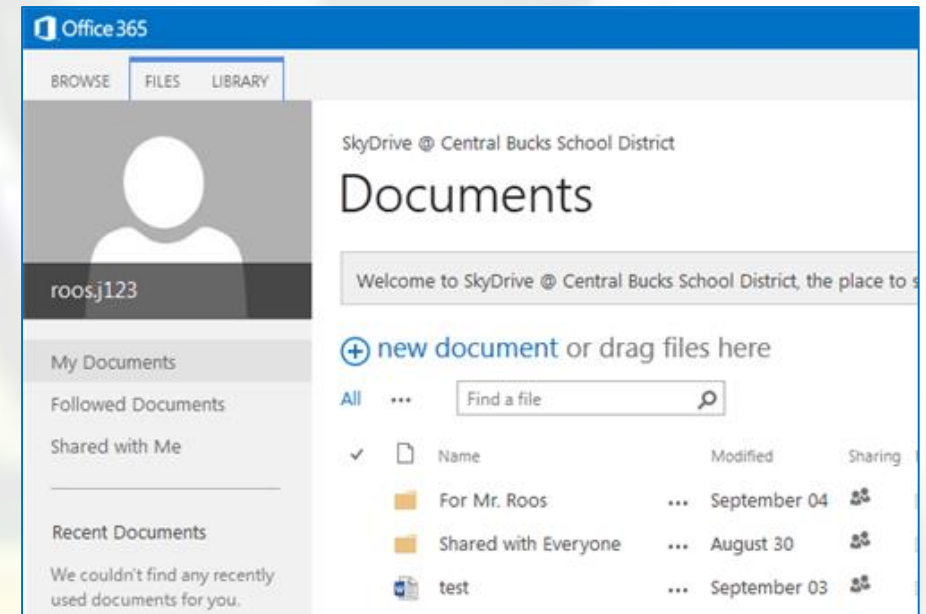 Office 365
BROWSE FILES LIBRARY
roos.j123
My Documents
Followed Documents
Shared with Me
Recent Documents
We couldn't find any recently
used documents for you.
SkyDrive @ Central Bucks School District
Documents
Welcome to SkyDrive @ Central Bucks School District, the place to
new document or drag files here
All ... Find a file
Name Modified Sharing
For Mr. Roos ... September 04
Shared with Everyone ... August 30
test ... September 03